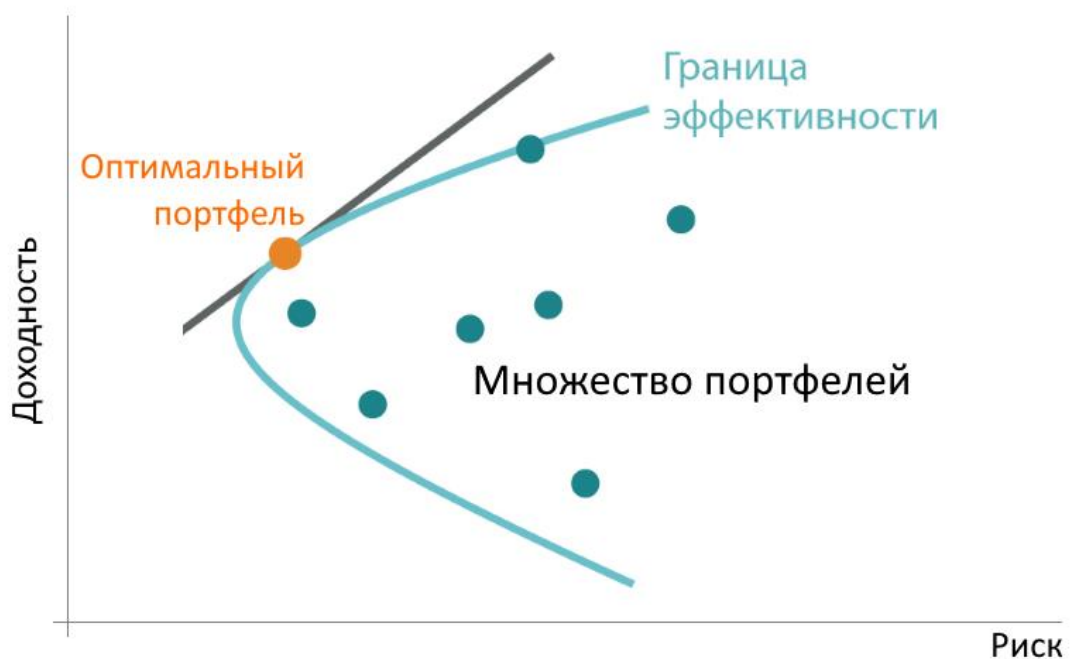 Граница
эффективности
Оптимальный
портфель
Доходность
Множество портфелей
Риск